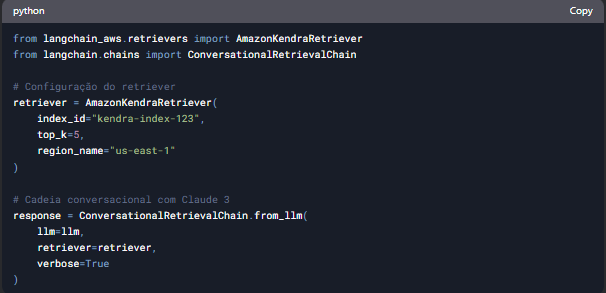 python
Copy
from langchain_aws.retrievers import AmazonKendraRetriever
from langchain.chains import ConversationalRetrievalChain
# Configuração do retriever
retriever = AmazonKendraRetriever(
    index_id="kendra-index-123",
    top_k=5,
    region_name="us-east-1"
)
# Cadeia conversacional com Claude 3
response = ConversationalRetrievalChain.from_llm(
    llm=llm,
    retriever=retriever,
    verbose=True
)